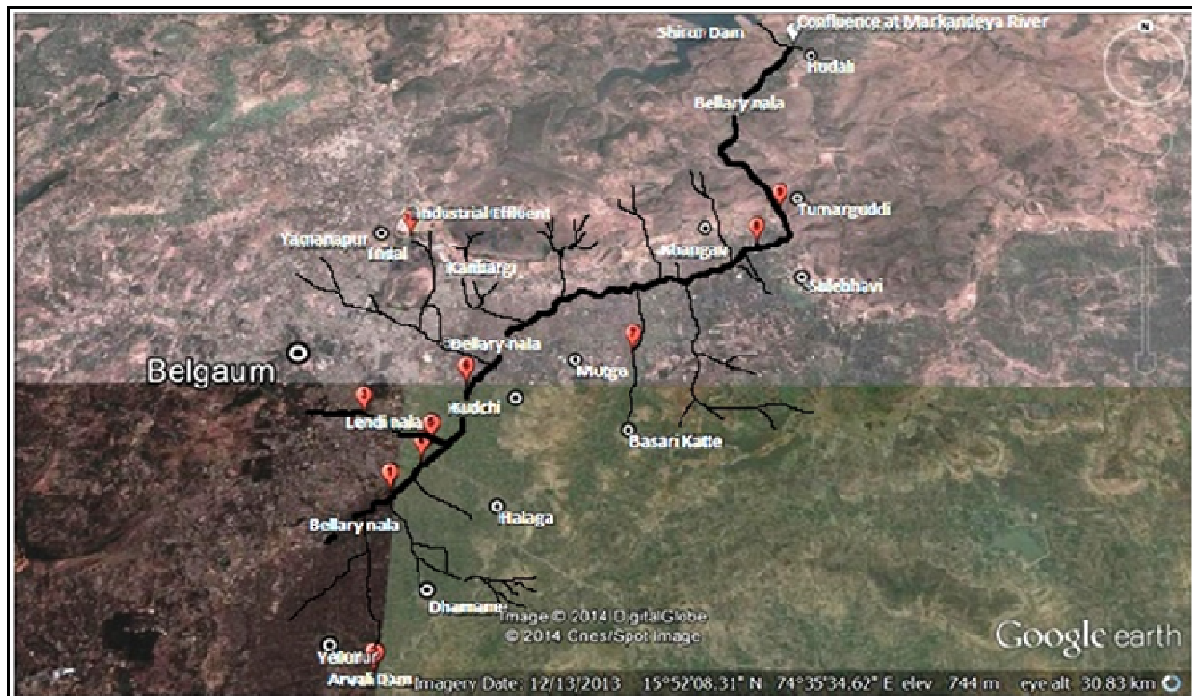 Confluence at Markandeya River
Shirur Dam
N
Hudali
Bellary nala
Tumarguddi
Industrial Effluent
Yamanapur
Indal
Khangav
Kanbargi
Sulebhavi
Bellary nala
Belgaum
Mutge
Kudchi
Lendi nala
Basari Katte
Halaga
Bellary nala
Dhamane
Image © 2014 DigitalGlobe
© 2014 Cnes/Spot Image
Google earth
Yellur
Arvali Dam
Imagery Date: 12/13/2013 15°52'08.31" N 74°35'34.62" E elev 744 m eye alt 30.83 km